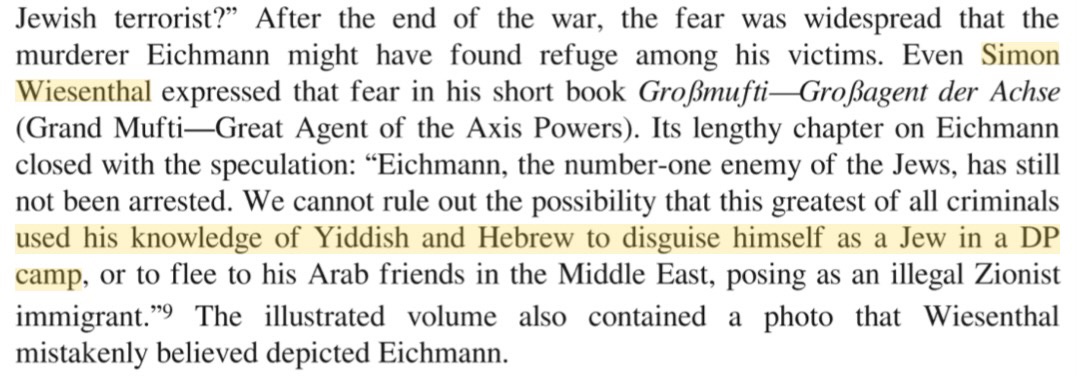 Jewish terrorist?” After the end of the war, the fear was widespread that the
murderer Eichmann might have found refuge among his victims. Even Simon
Wiesenthal expressed that fear in his short book Großmufti—Großagent der Achse
(Grand Mufti—Great Agent of the Axis Powers). Its lengthy chapter on Eichmann
closed with the speculation: “Eichmann, the number-one enemy of the Jews, has still
not been arrested. We cannot rule out the possibility that this greatest of all criminals
used his knowledge of Yiddish and Hebrew to disguise himself as a Jew in a DP
camp, or to flee to his Arab friends in the Middle East, posing as an illegal Zionist
immigrant.”9 The illustrated volume also contained a photo that Wiesenthal
mistakenly believed depicted Eichmann.